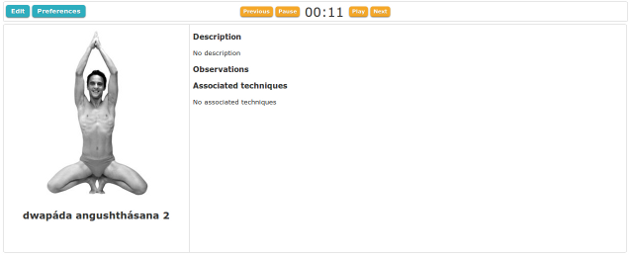 Edit Preferences Previous Pause 00:11 Play Next
Description
No description
Observations
Associated techniques
No associated techniques
dwapáda angushthásana 2